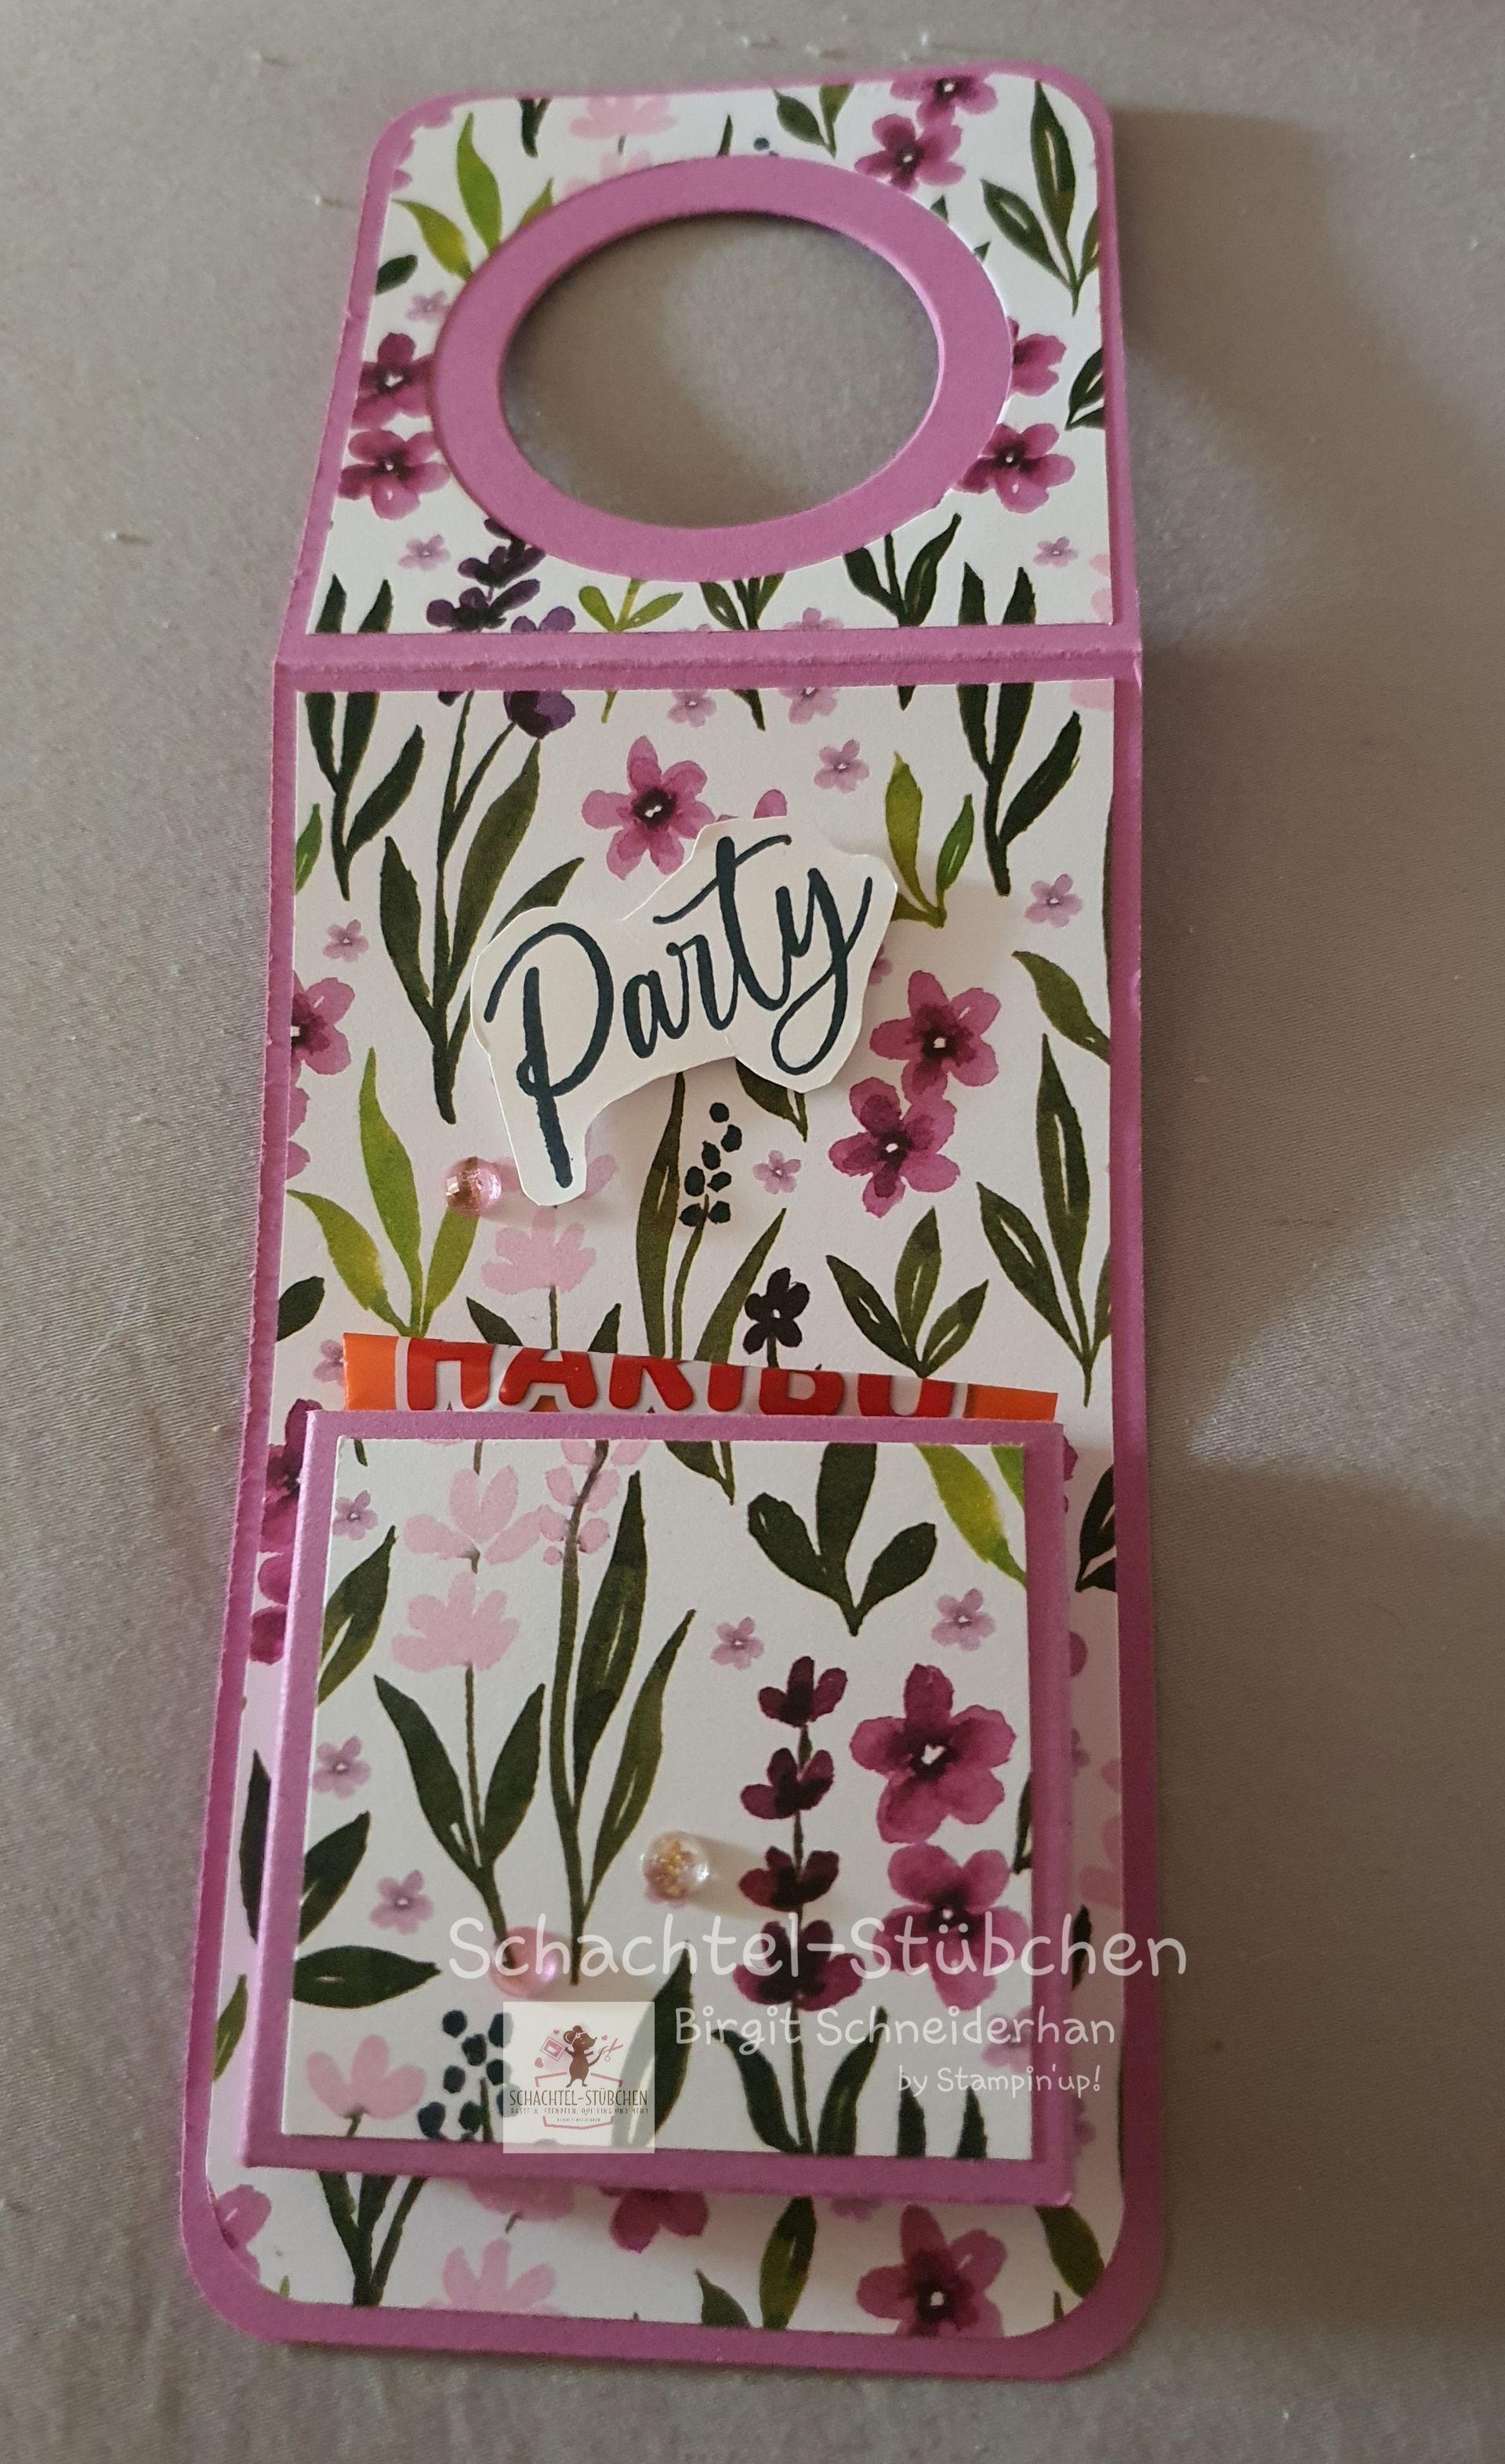 Party
HARIBO
Schachtel-Stübchen
Birgit Schneiderhan
by Stampin'up!
SCHACHTEL-STÜBCHEN